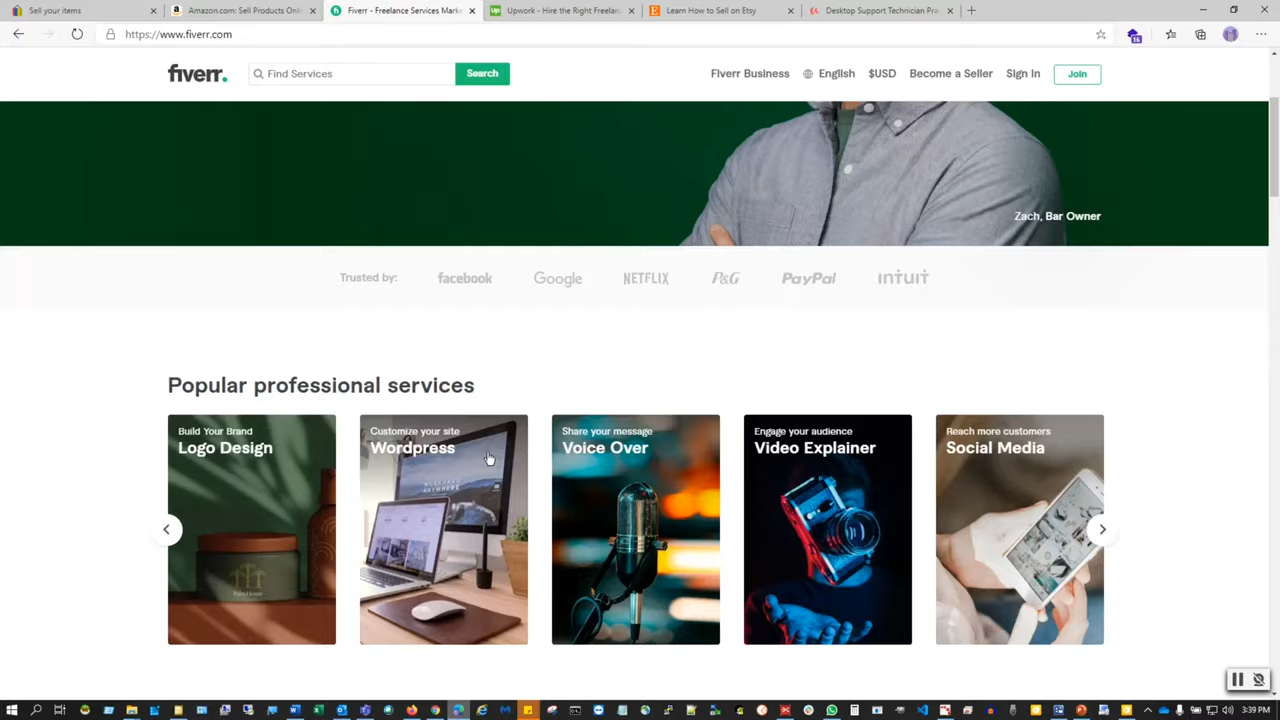 Sell your items
Amazon.com: Sell Products Onlin
Fiverr - Freelance Services Marke
Upwork - Hire the Right Freelan
Learn How to Sell on Etsy
Desktop Support Technician Pra
https://www.fiverr.com
16
fiverr.
Find Services
Search
Fiverr Business
English
$USD
Become a Seller
Sign In
Join
Zach, Bar Owner
Trusted by:
facebook
Google
NETFLIX
P&G
PayPal
INTUIT
Popular professional services
Build Your Brand
Logo Design
Customize your site
Wordpress
Share your message
Voice Over
Engage your audience
Video Explainer
Reach more customers
Social Media
3:39 PM